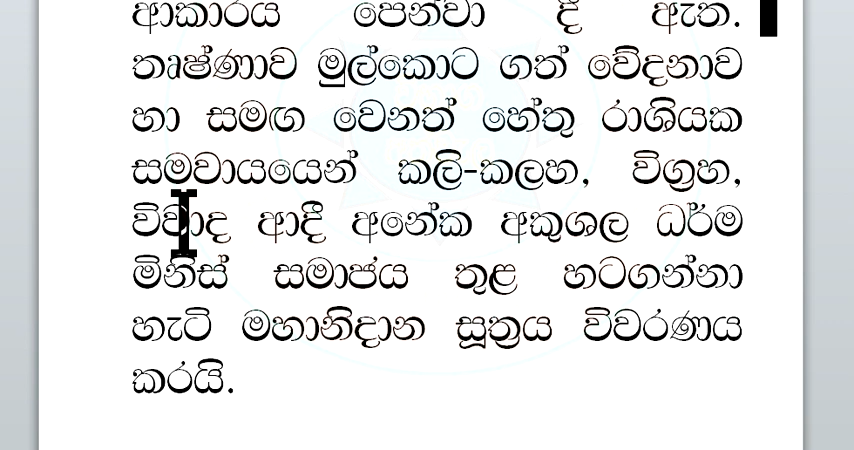 ආකාරය පෙන්වා දී ඇත.
තෘෂ්ණාව මුල්කොට ගත් වේදනාව
හා සමඟ වෙනත් හේතු රාශියක
සමවායයෙන් කලි-කලහ, විග්‍රහ,
විවාද ආදී අනේක අකුශල ධර්ම
මිනිස් සමාජය තුළ හටගන්නා
හැටි මහානිදාන සූත්‍රය විවරණය
කරයි.